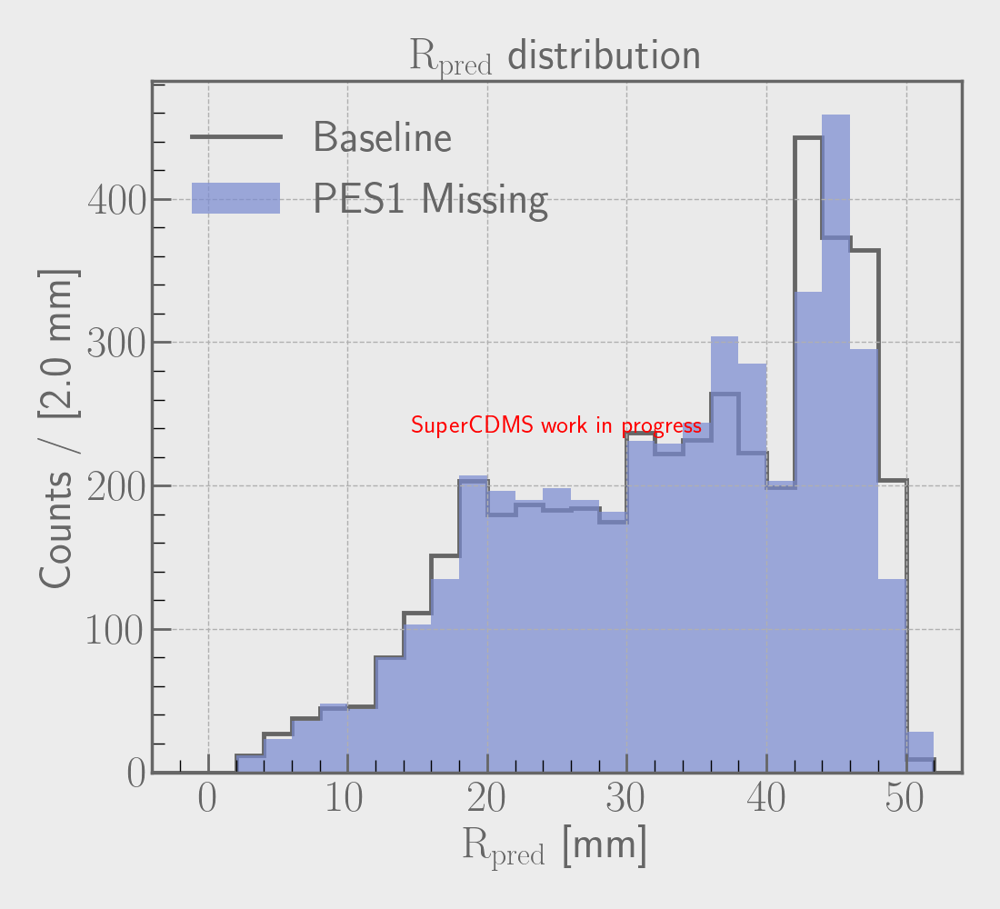 R_pred distribution
Baseline
PES1 Missing
SuperCDMS work in progress
Counts / [2.0 mm]
400
300
200
100
0
0 10 20 30 40 50
R_pred [mm]